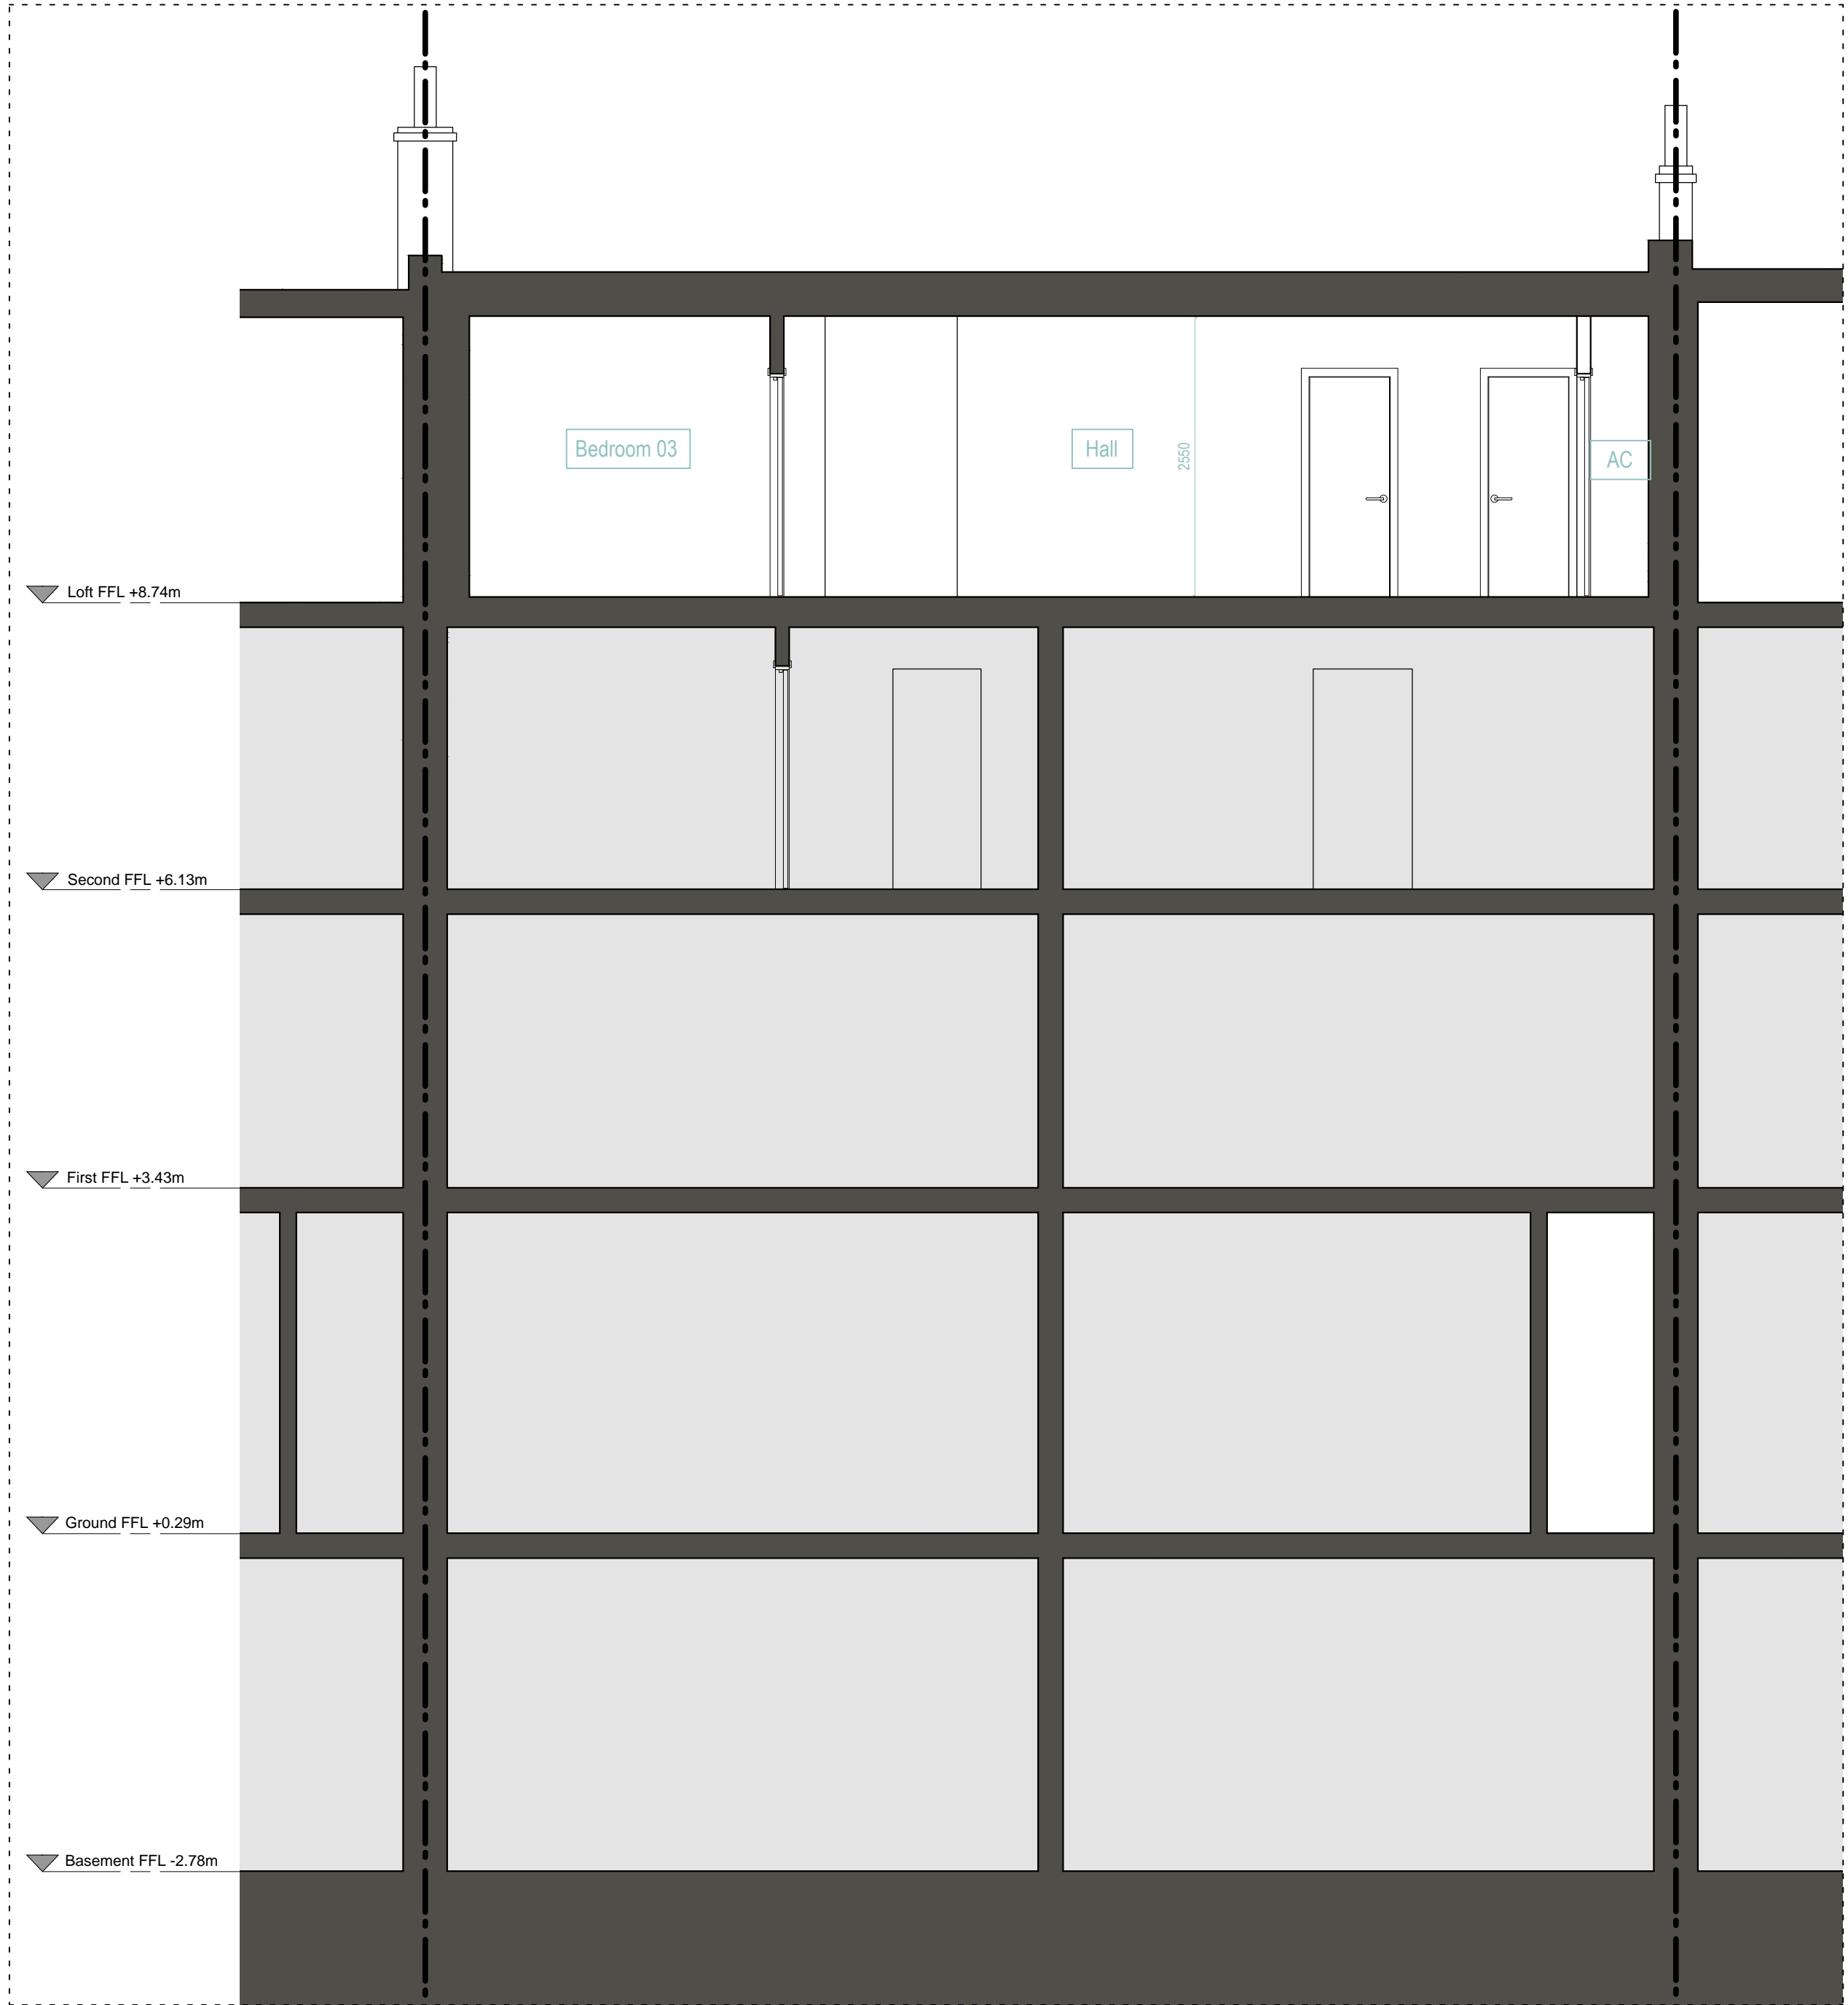 Bedroom 03
Hall
2550
AC
Loft FFL +8.74m
Second FFL +6.13m
First FFL +3.43m
Ground FFL +0.29m
Basement FFL -2.78m